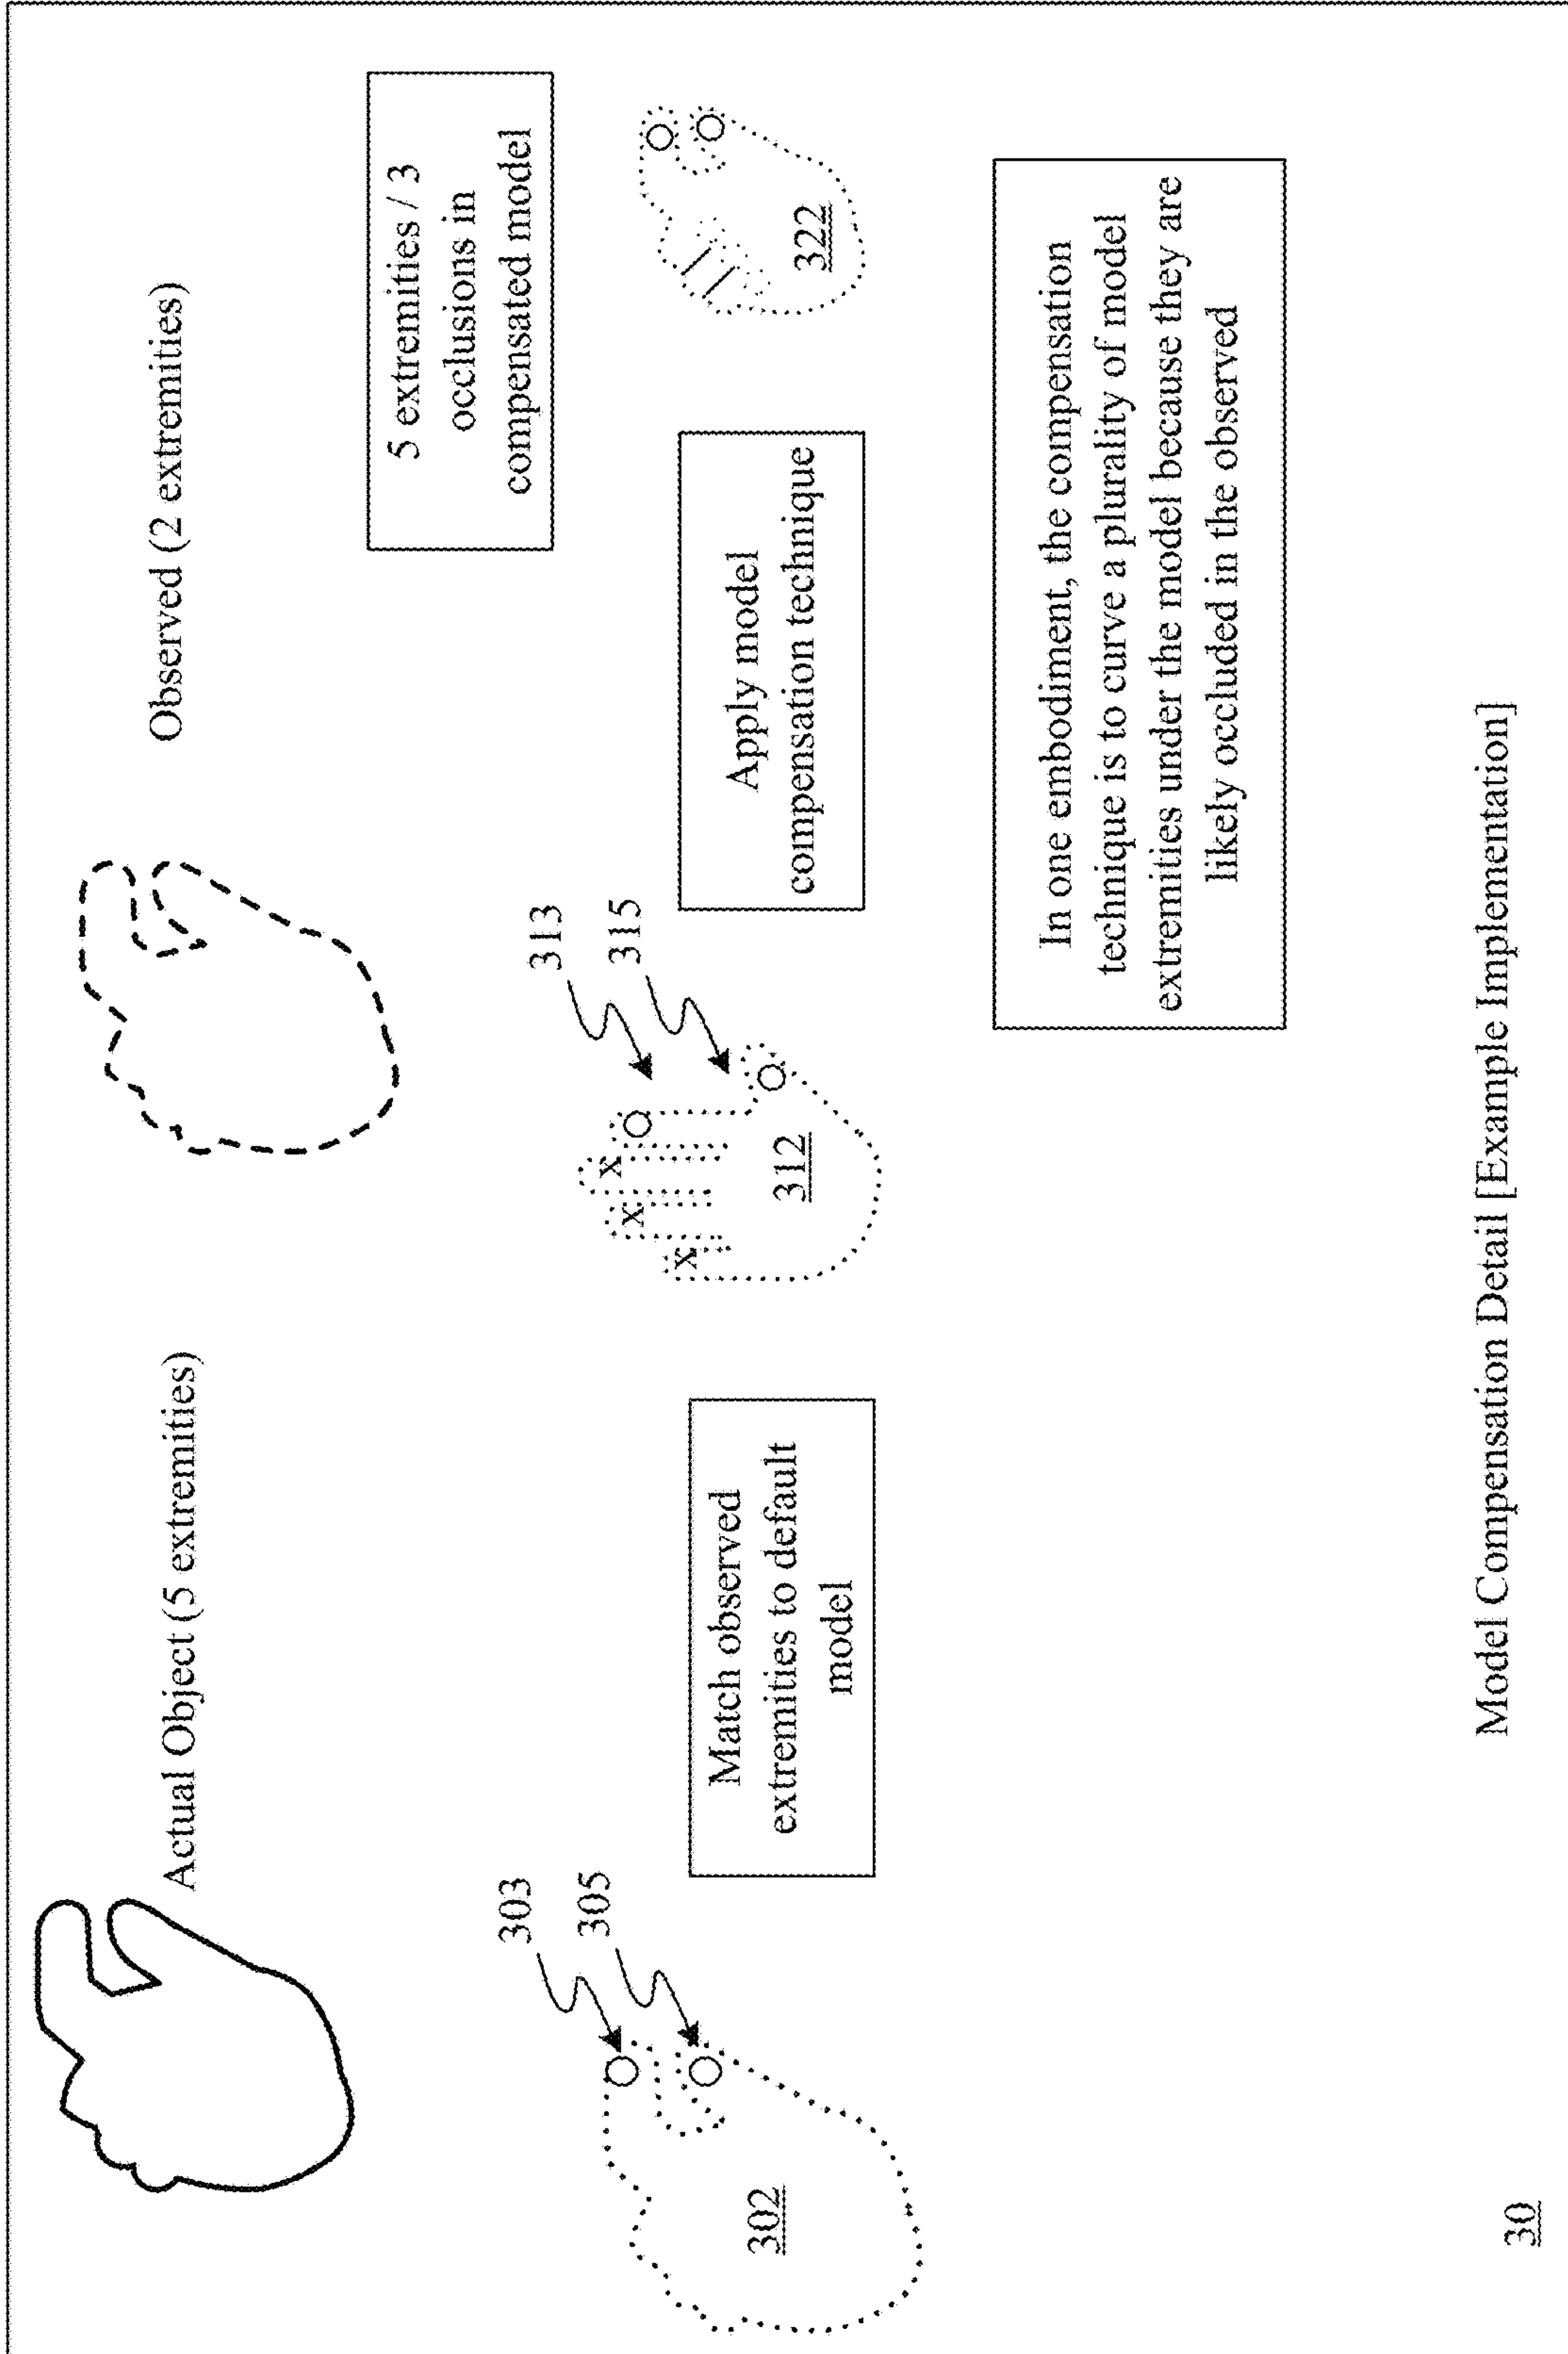 Actual Object (5 extremities)
Observed (2 extremities)
5 extremities / 3
occlusions in
compensated model
303
305
313
315
302
Match observed
extremities to default
model
x
x
x
312
Apply model
compensation technique
322
In one embodiment, the compensation
technique is to curve a plurality of model
extremities under the model because they are
likely occluded in the observed
Model Compensation Detail [Example Implementation]
30